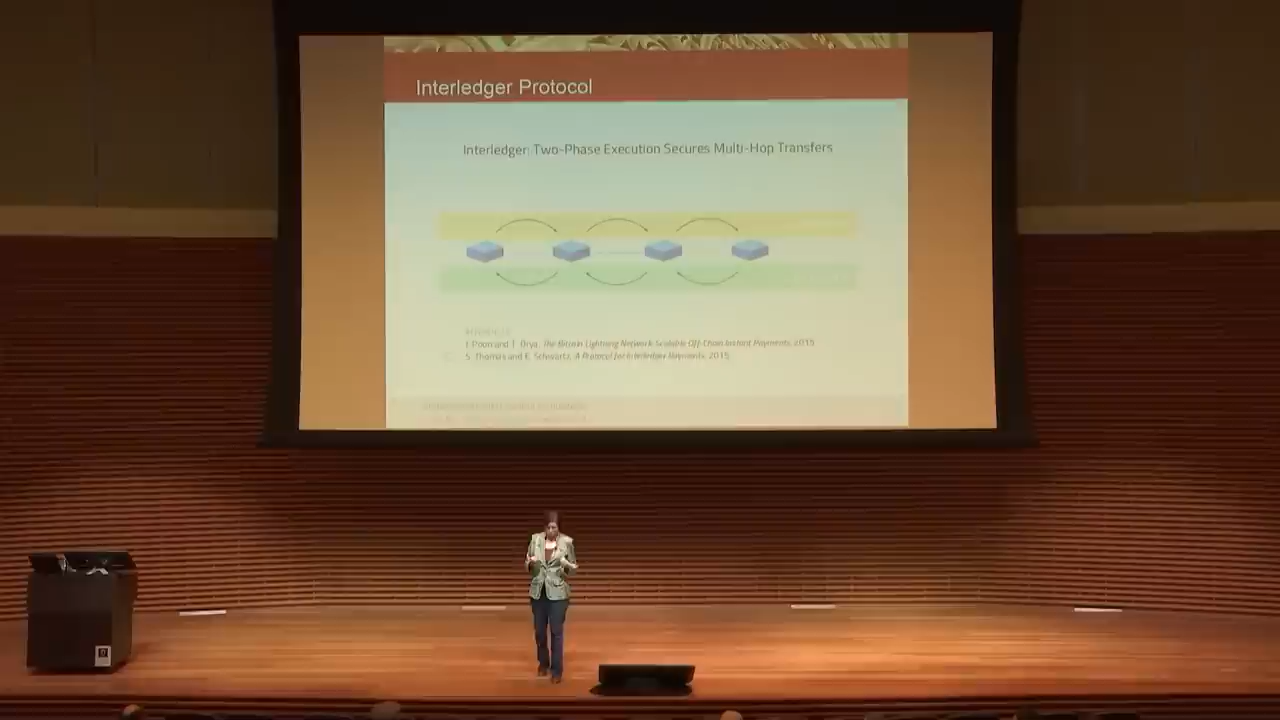 Interledger Protocol
Interledger: Two-Phase Execution Secures Multi-Hop Transfers
J. Poon and T. Drya, The Bitcoin Lightning Network: Scalable Off-Chain Instant Payments, 2015
S. Thomas and E. Schwartz, A Protocol for Interledger Payments, 2015